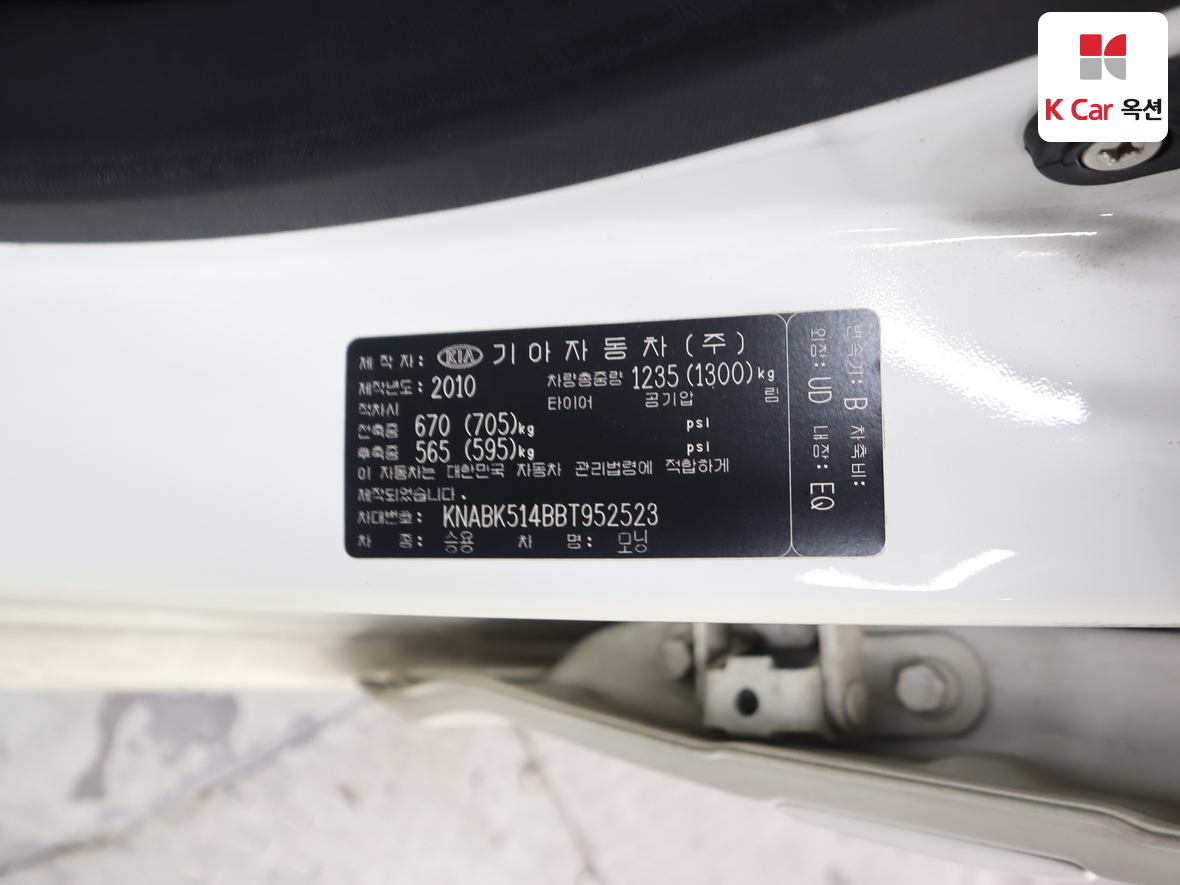 K Car 옥션
제 작 자 : KIA 기 아 자 동 차 ( 주 )
제작년도 : 2010 차량총중량 1235 (1300) kg
적차시 타이어 공기압 림
전축중 670 (705)kg psi
후축중 565 (595)kg psi
이 자동차는 대한민국 자동차 관리법령에 적합하게
제작되었습니다.
차대번호 : KNABK514BBT952523
차 종 : 승용 차 명 : 모닝
변속기 : B 차축비 :
외장 : UD 내장 : EQ